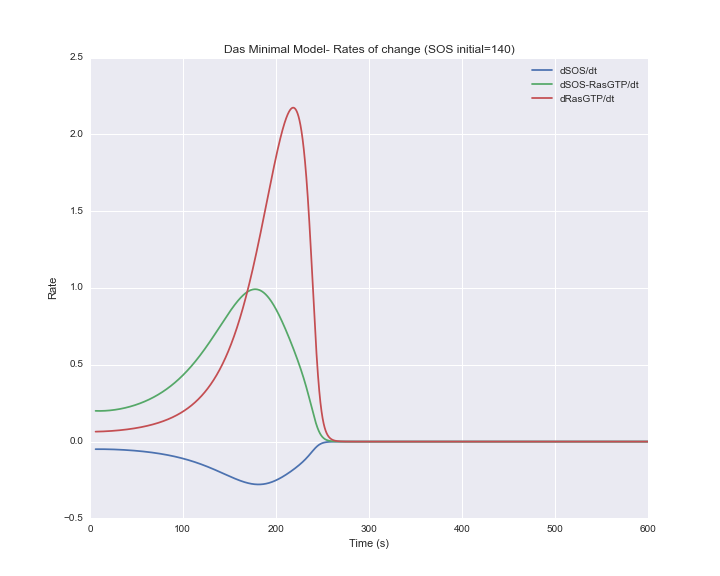 Das Minimal Model- Rates of change (SOS initial=140)
2.5
2.0
1.5
1.0
0.5
0.0
−0.5
Rate
dSOS/dt
dSOS-RasGTP/dt
dRasGTP/dt
0 100 200 300 400 500 600
Time (s)